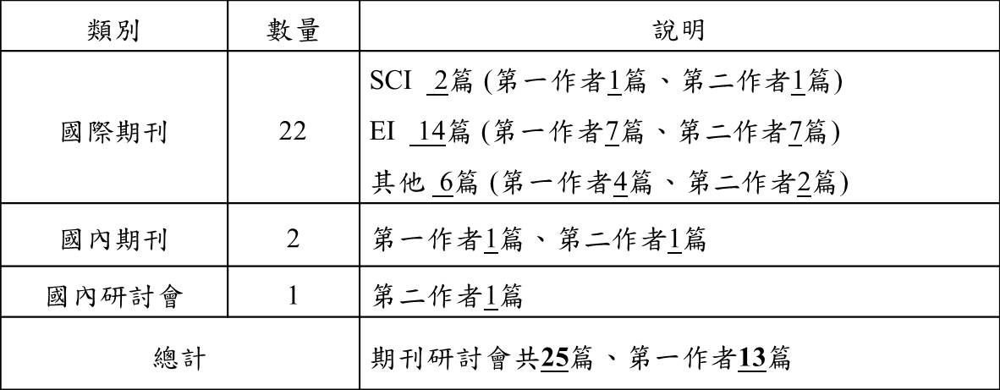 類別 數量 說明
SCI 2篇 (第一作者1篇、第二作者1篇)
國際期刊 22 EI 14篇 (第一作者7篇、第二作者7篇)
其他 6篇 (第一作者4篇、第二作者2篇)
國內期刊 2 第一作者1篇、第二作者1篇
國內研討會 1 第二作者1篇
總計 期刊研討會共25篇、第一作者13篇